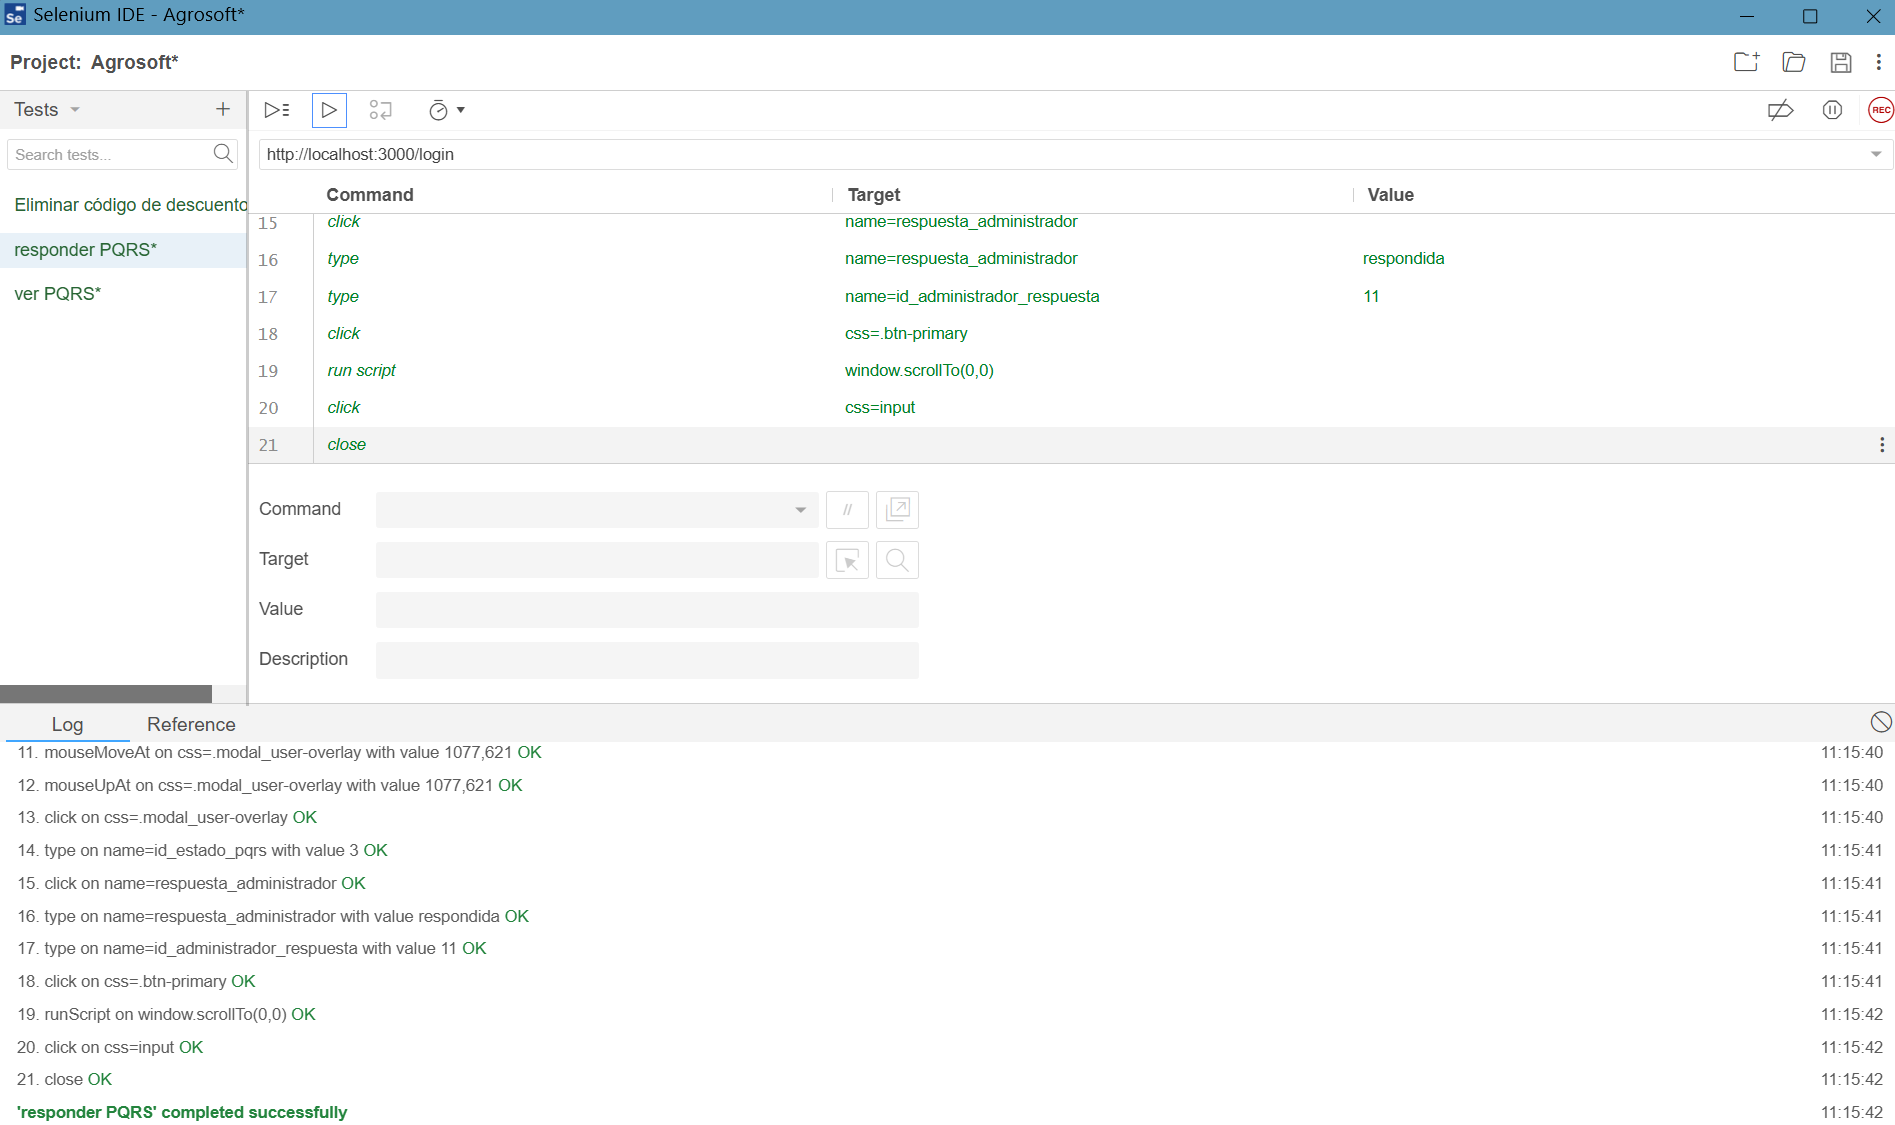 Se Selenium IDE - Agrosoft*
Project: Agrosoft*
Tests
REC
Search tests...
http://localhost:3000/login
Command Target Value
Eliminar código de descuento
responder PQRS*
ver PQRS*
15 click name=respuesta_administrador
16 type name=respuesta_administrador respondida
17 type name=id_administrador_respuesta 11
18 click css=.btn-primary
19 run script window.scrollTo(0,0)
20 click css=input
21 close
Command //
Target
Value
Description
Log Reference
11. mouseMoveAt on css=.modal_user-overlay with value 1077,621 OK 11:15:40
12. mouseUpAt on css=.modal_user-overlay with value 1077,621 OK 11:15:40
13. click on css=.modal_user-overlay OK 11:15:40
14. type on name=id_estado_pqrs with value 3 OK 11:15:41
15. click on name=respuesta_administrador OK 11:15:41
16. type on name=respuesta_administrador with value respondida OK 11:15:41
17. type on name=id_administrador_respuesta with value 11 OK 11:15:41
18. click on css=.btn-primary OK 11:15:41
19. runScript on window.scrollTo(0,0) OK 11:15:42
20. click on css=input OK 11:15:42
21. close OK 11:15:42
'responder PQRS' completed successfully 11:15:42